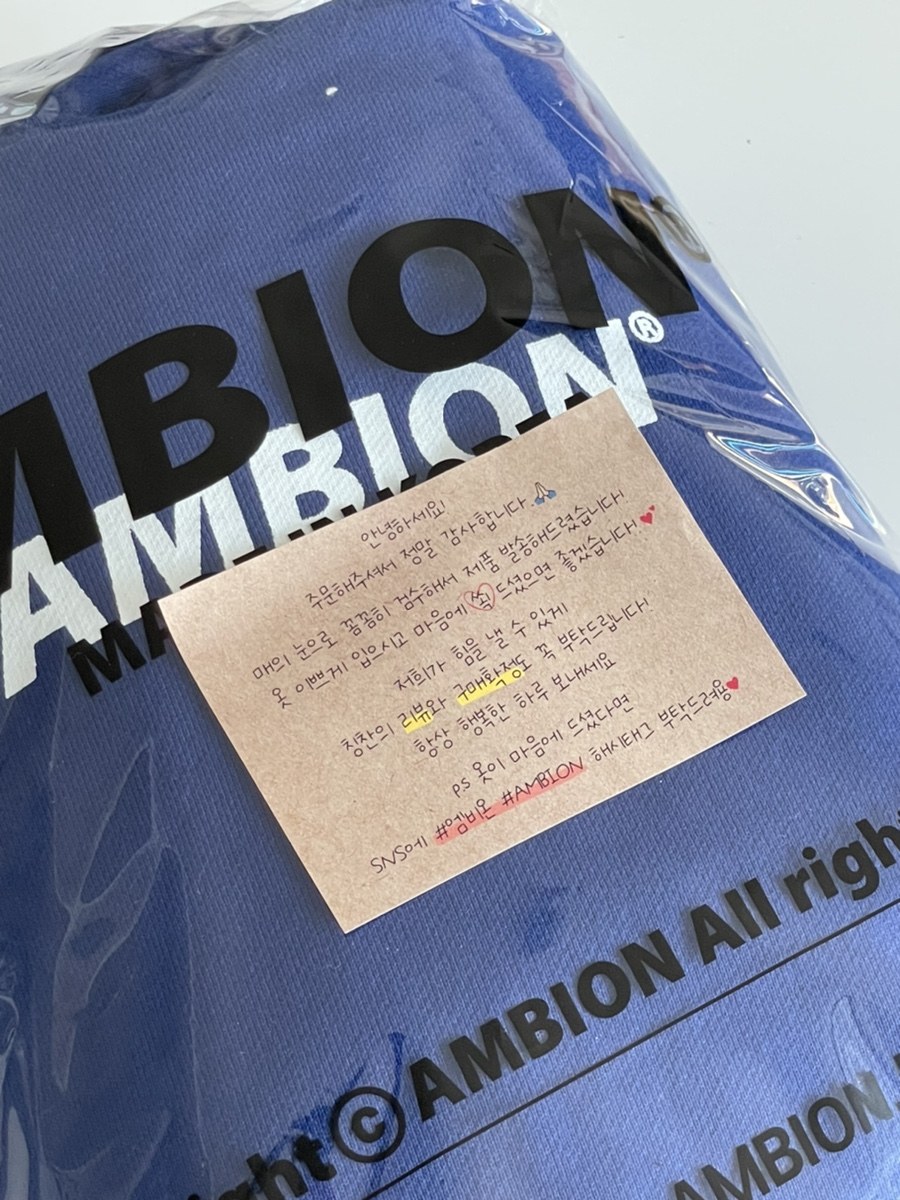 MBION
AMBION®
안녕하세요!
주문해주셔서 정말 감사합니다.🙏
매의 눈으로 꼼꼼히 검수해서 제품 발송해드렸습니다!
옷 이쁘게 입으시고 마음에 쏙 드셨으면 좋겠습니다!💕
저희가 힘을 낼 수 있게
칭찬의 리뷰와 구매확정도 꼭 부탁드립니다!
항상 행복한 하루 보내세요
ps 옷이 마음에 드셨다면
SNS에 #엠비온 #AMBION 해시태그 부탁드려용♥
ight ⓒ AMBION All right
AMBION